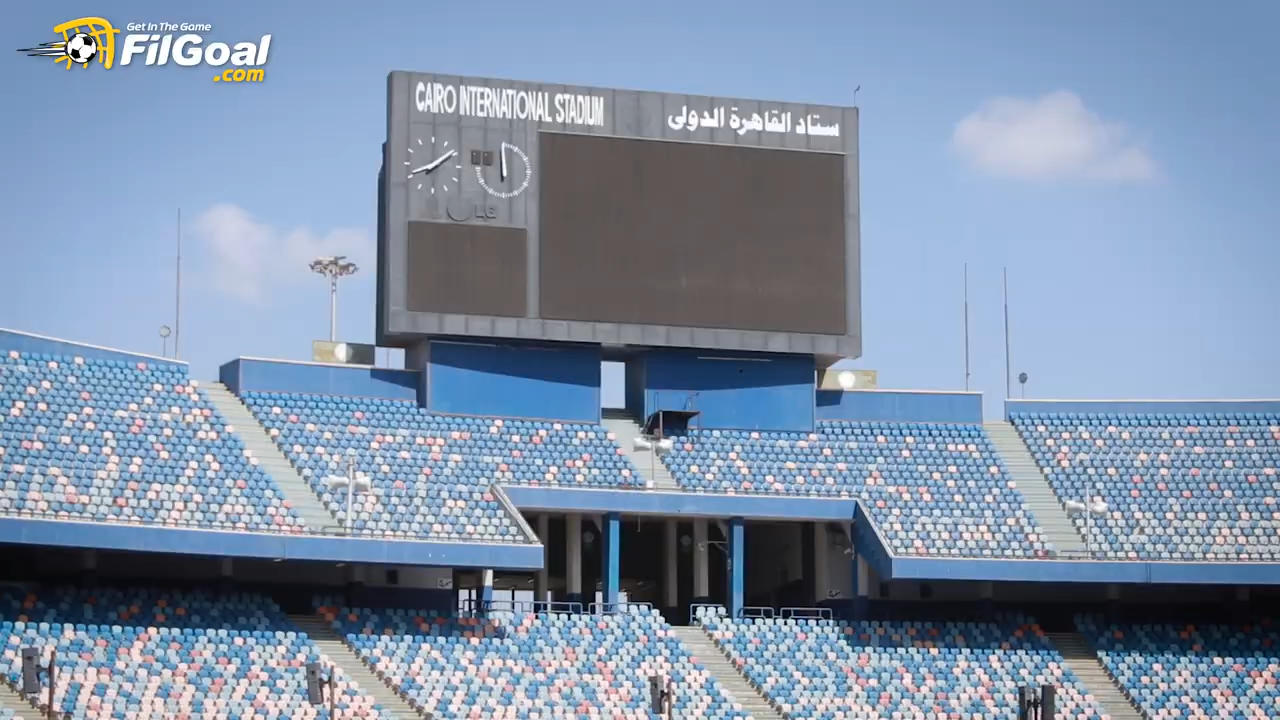 Get In The Game
FilGoal
.com
CAIRO INTERNATIONAL STADIUM
ستاد القاهرة الدولى
LG